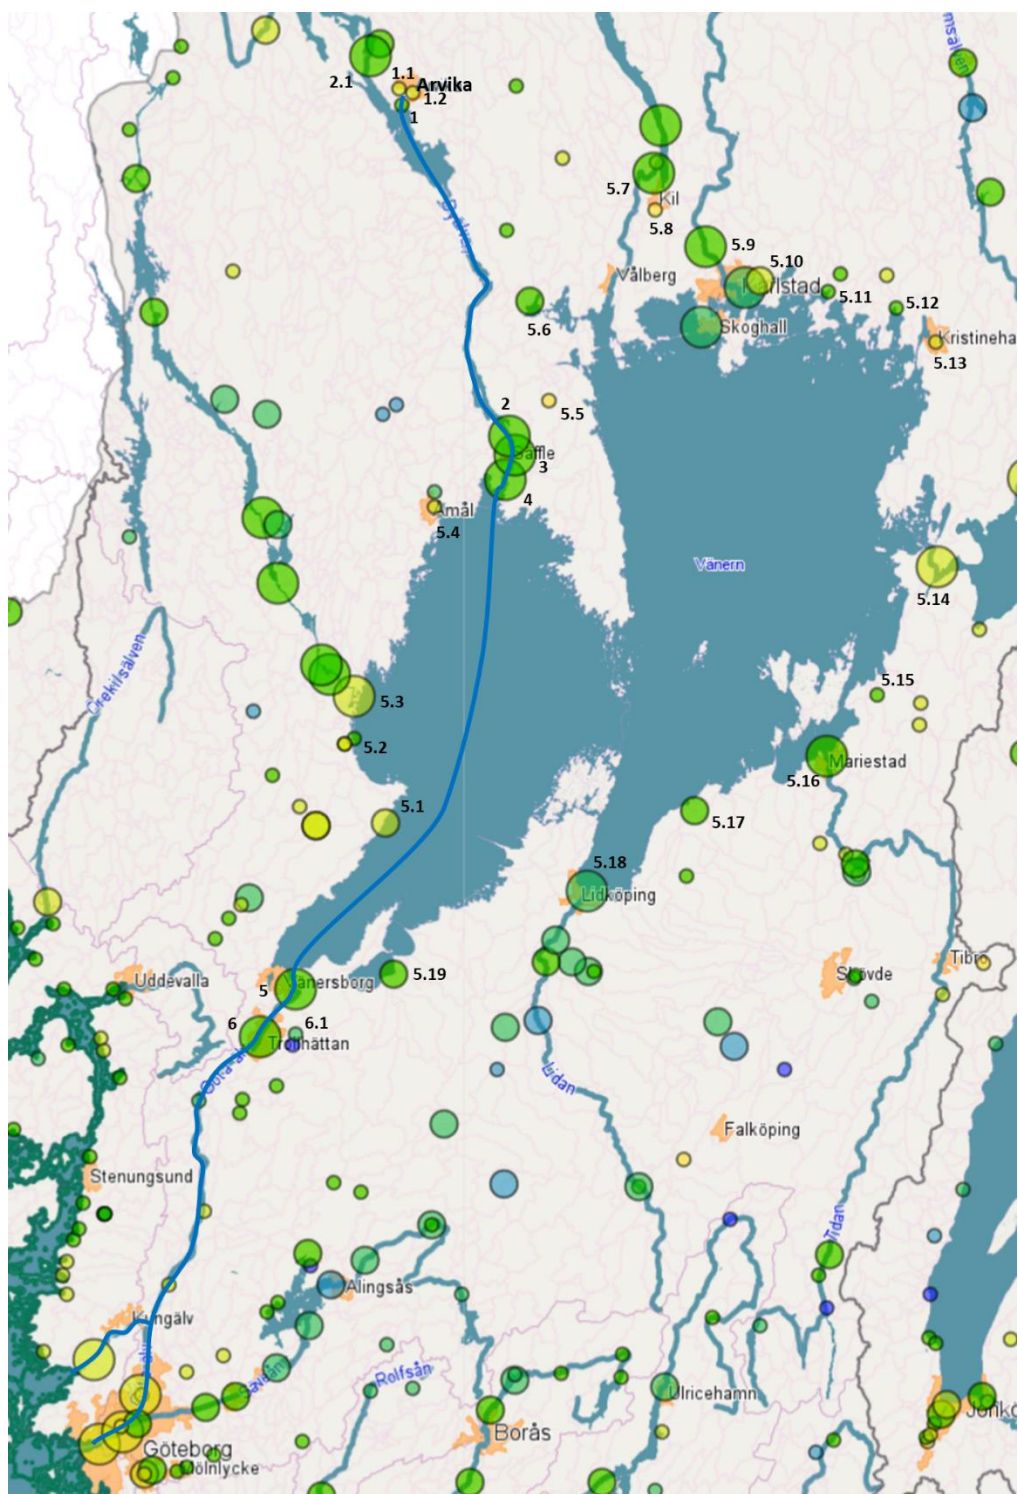 msälven
2.1
1.1
Arvika
1.2
1
Byälven
5.7
Kil
5.8
5.9
5.10
Vålberg
Karlstad
5.11
5.6
5.12
Skoghall
Kristineha
5.13
2
5.5
Säffle
3
4
Åmål
5.4
Vänern
5.14
Örekilsälven
5.3
5.15
5.2
Mariestad
5.16
5.1
5.17
5.18
Lidköping
Uddevalla
5
Vänersborg
5.19
Skövde
Tibro
6
6.1
Trollhättan
Göta älv
Lidan
Falköping
Stenungsund
Tidan
Alingsås
Kungälv
Säveån
Rolfsån
Ulricehamn
Borås
Jönkö
Göteborg
Mölnlycke